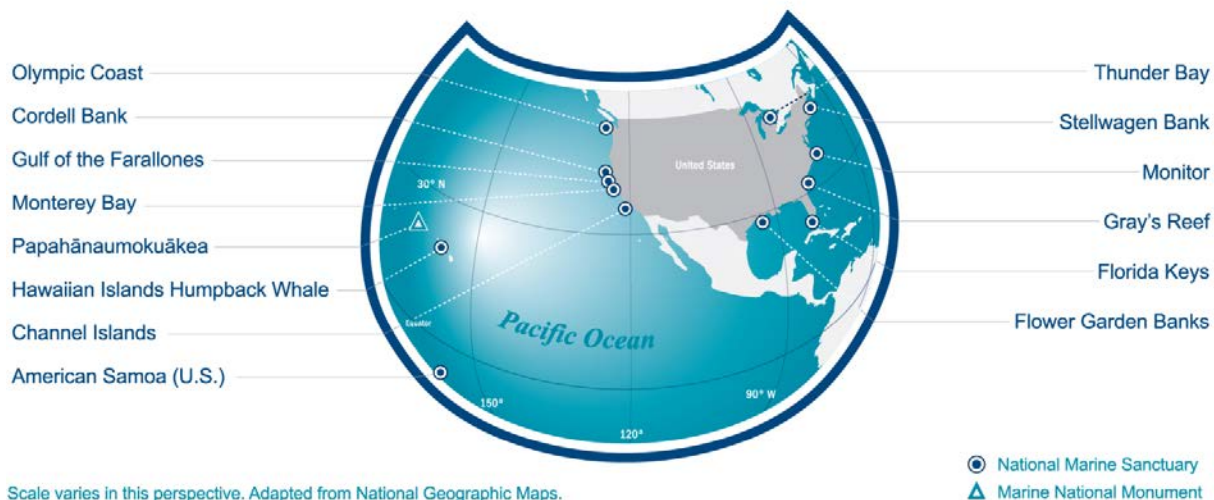 Olympic Coast
Cordell Bank
Gulf of the Farallones
Monterey Bay
Papahānaumokuākea
Hawaiian Islands Humpback Whale
Channel Islands
American Samoa (U.S.)
United States
30° N
Equator
Pacific Ocean
150°
120°
90° W
Thunder Bay
Stellwagen Bank
Monitor
Gray's Reef
Florida Keys
Flower Garden Banks
National Marine Sanctuary
Marine National Monument
Scale varies in this perspective. Adapted from National Geographic Maps.